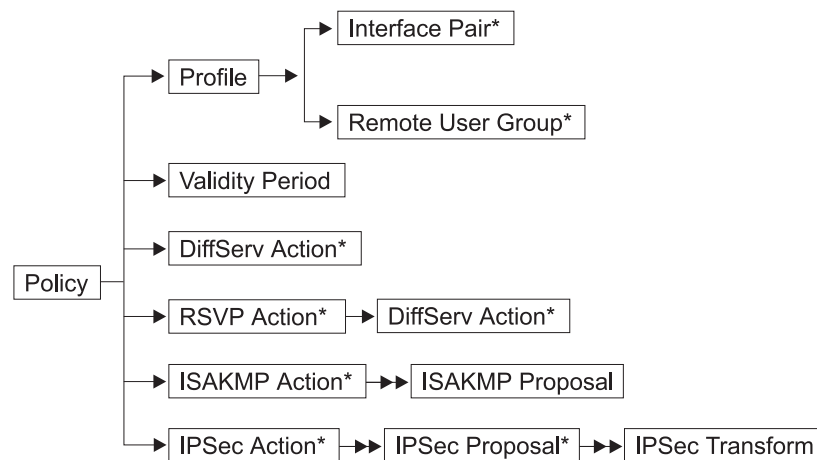 Interface Pair*
Profile
Remote User Group*
Validity Period
DiffServ Action*
Policy
RSVP Action*
DiffServ Action*
ISAKMP Action*
ISAKMP Proposal
IPSec Action*
IPSec Proposal*
IPSec Transform